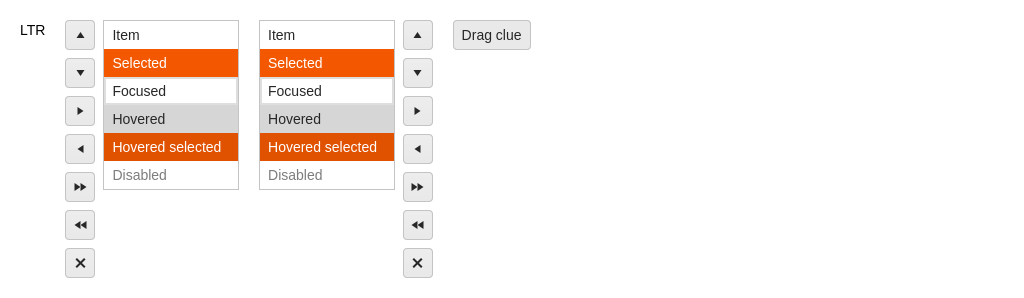 LTR
Item
Selected
Focused
Hovered
Hovered selected
Disabled
Item
Selected
Focused
Hovered
Hovered selected
Disabled
Drag clue